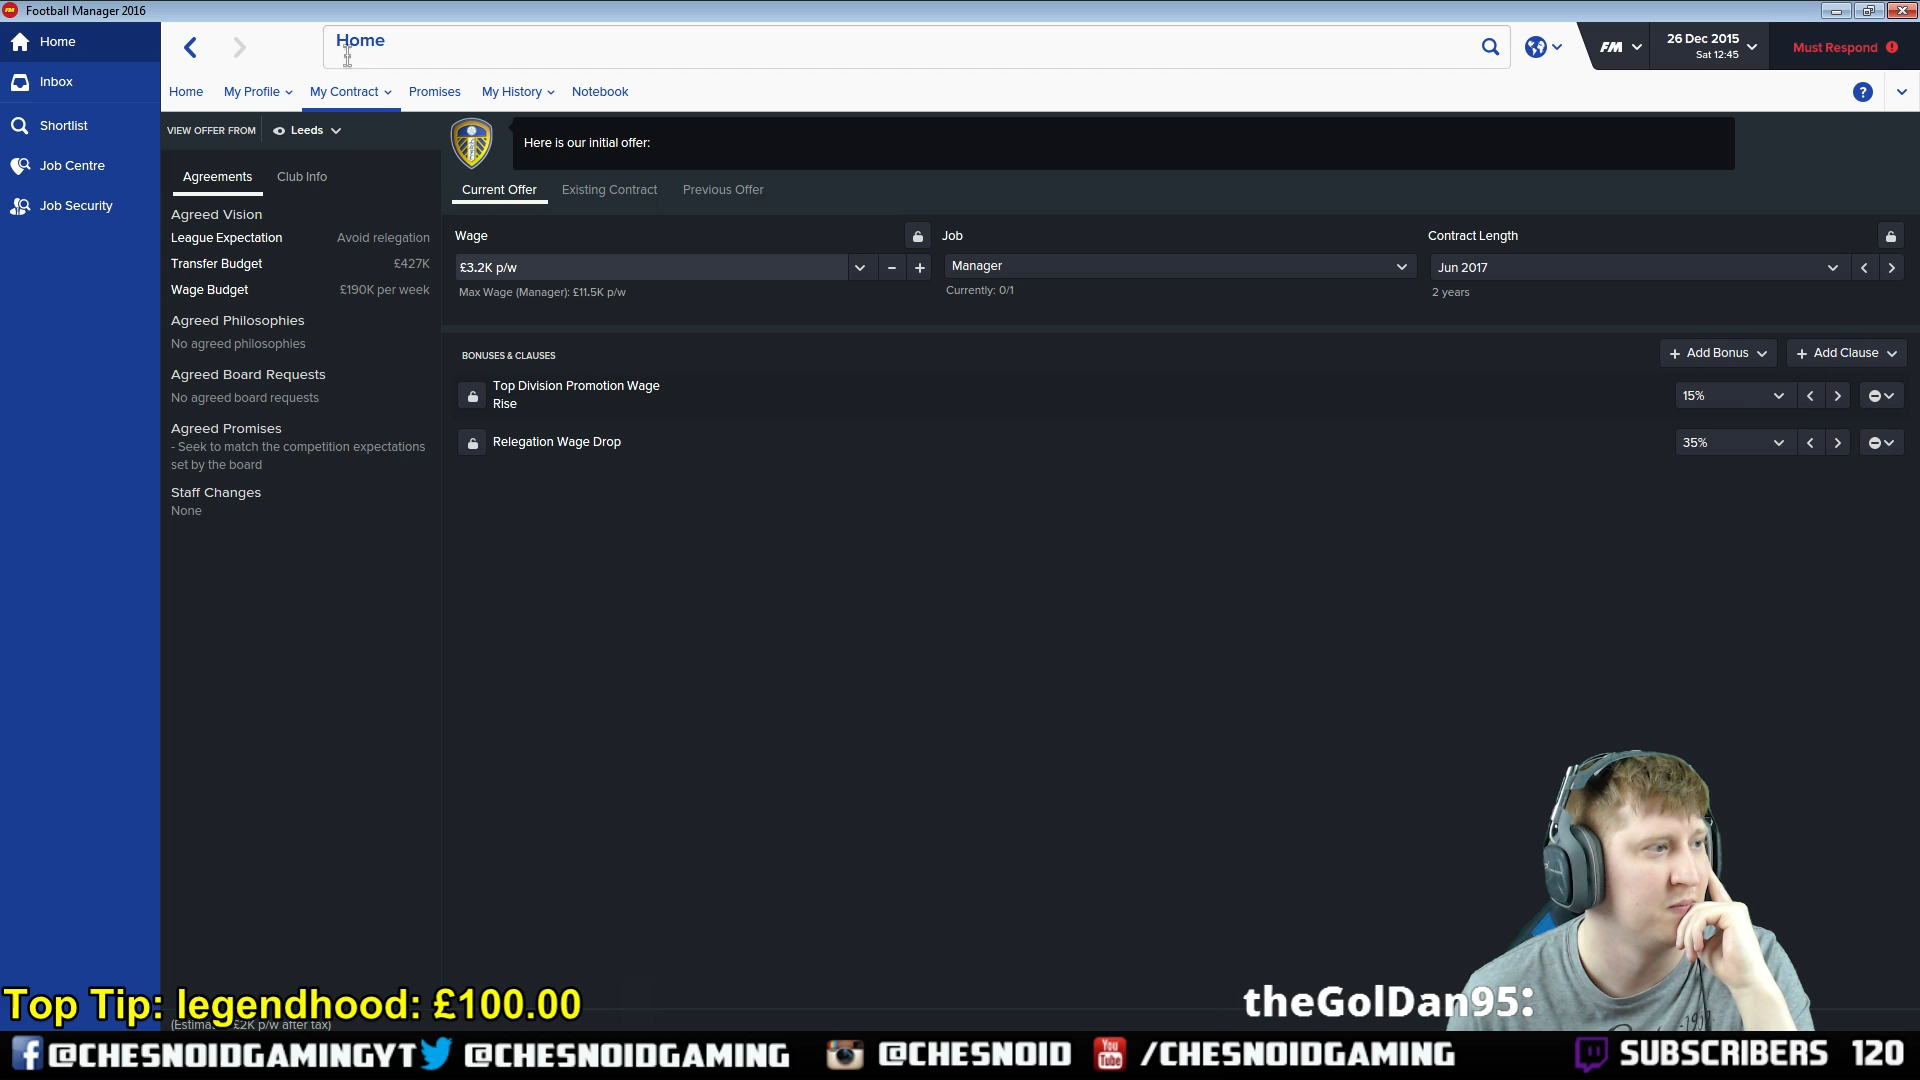 Football Manager 2016
Home
Inbox
Shortlist
Job Centre
Job Security
Home
FM
26 Dec 2015
Sat 12:45
Must Respond
Home
My Profile
My Contract
Promises
My History
Notebook
?
VIEW OFFER FROM
Leeds
Agreements
Club Info
Agreed Vision
League Expectation Avoid relegation
Transfer Budget £427K
Wage Budget £190K per week
Agreed Philosophies
No agreed philosophies
Agreed Board Requests
No agreed board requests
Agreed Promises
- Seek to match the competition expectations
set by the board
Staff Changes
None
Here is our initial offer:
Current Offer
Existing Contract
Previous Offer
Wage
£3.2K p/w
Max Wage (Manager): £11.5K p/w
Job
Manager
Currently: 0/1
Contract Length
Jun 2017
2 years
BONUSES & CLAUSES
+ Add Bonus
+ Add Clause
Top Division Promotion Wage
Rise
15%
Relegation Wage Drop
35%
Top Tip: legendhood: £100.00
theGolDan95:
£2K p/w after tax)
@CHESNOIDGAMINGYT
@CHESNOIDGAMING
@CHESNOID
You
Tube
/CHESNOIDGAMING
SUBSCRIBERS 120